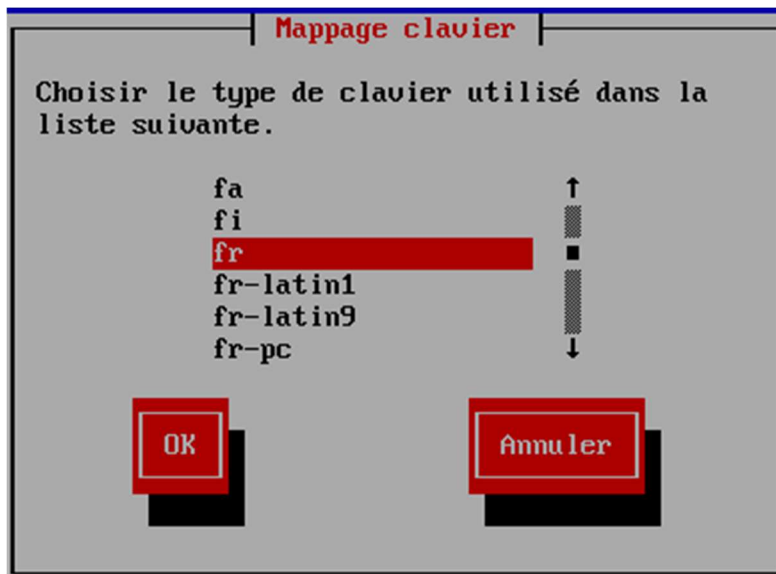 Mappage clavier
Choisir le type de clavier utilisé dans la
liste suivante.
fa
fi
fr
fr-latin1
fr-latin9
fr-pc
OK
Annuler